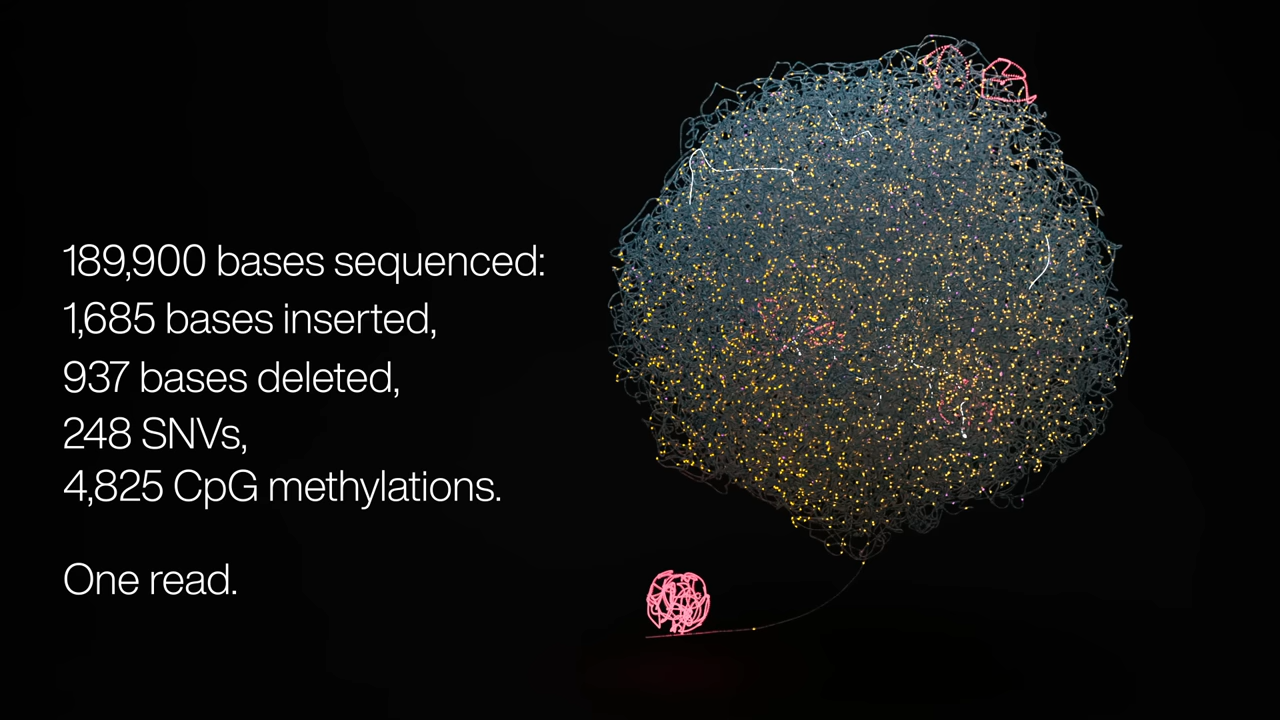 189,900 bases sequenced:
1,685 bases inserted,
937 bases deleted,
248 SNVs,
4,825 CpG methylations.
One read.